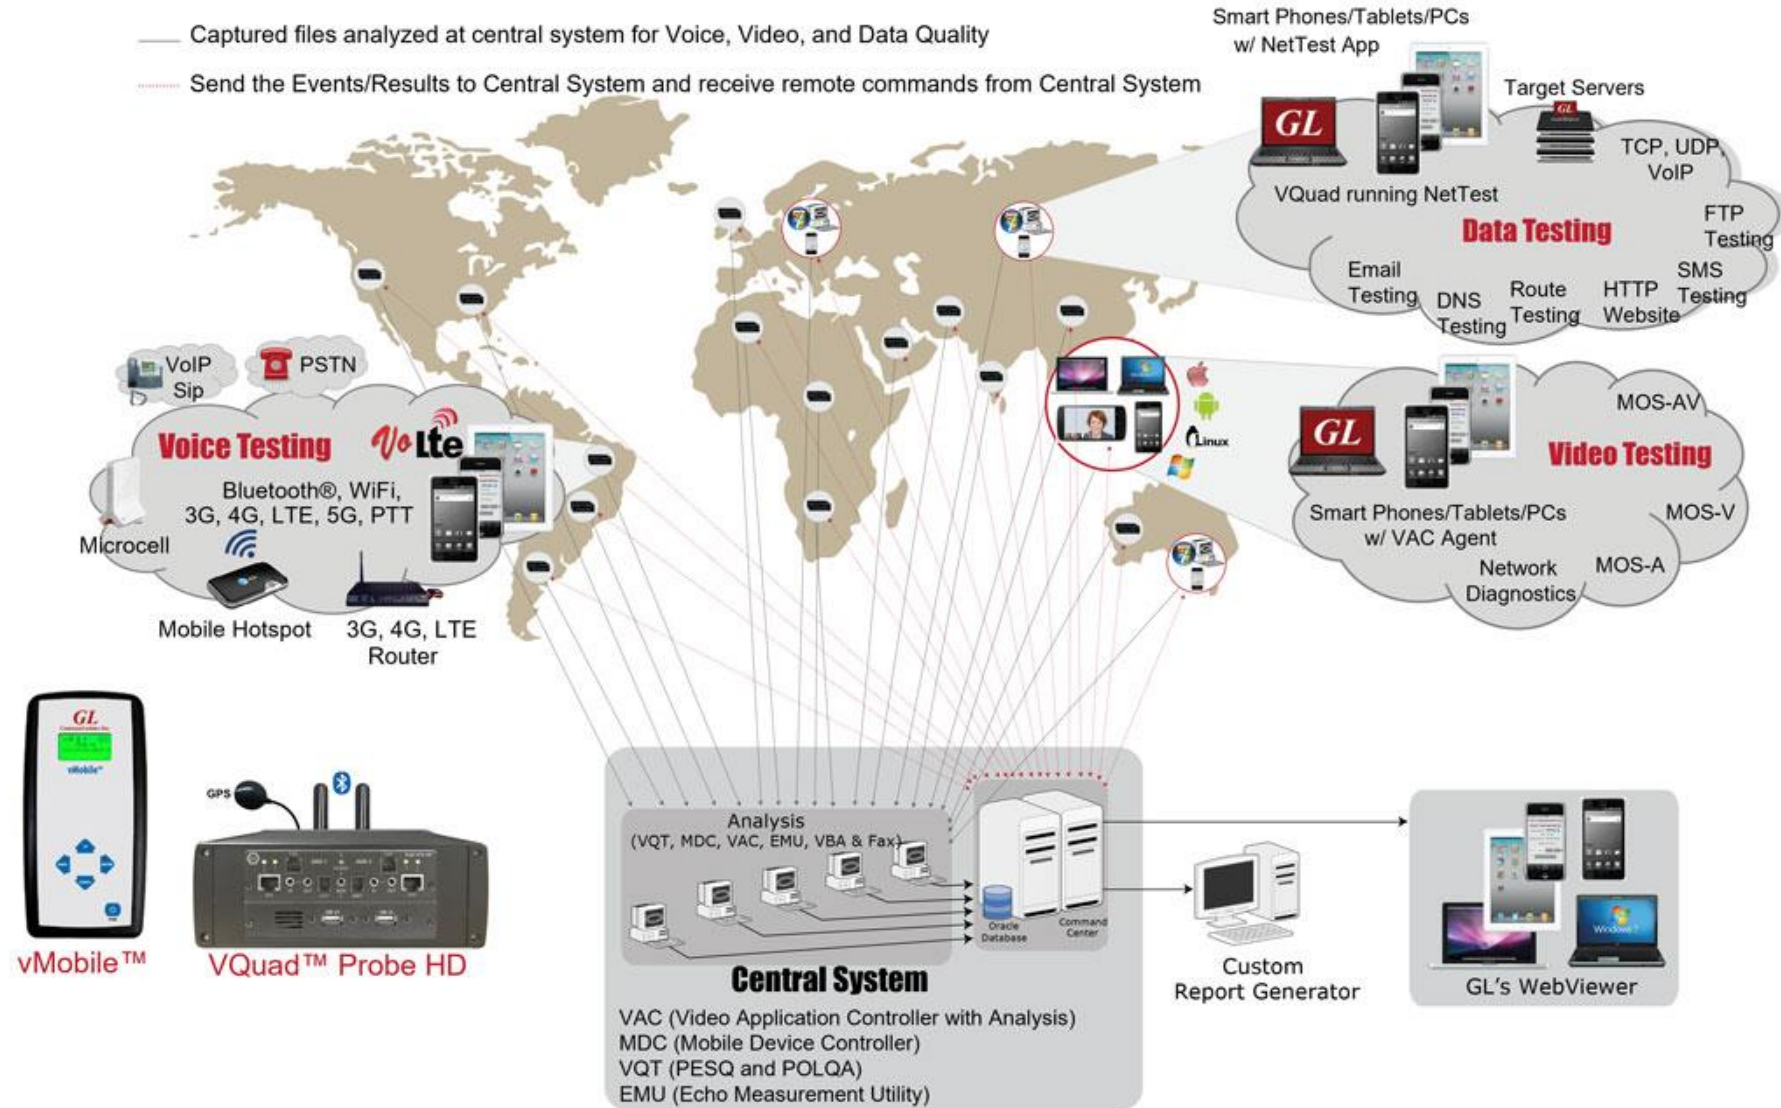 Captured files analyzed at central system for Voice, Video, and Data Quality
Send the Events/Results to Central System and receive remote commands from Central System
Smart Phones/Tablets/PCs
w/ NetTest App
Target Servers
GL
GL
TCP, UDP,
VoIP
VQuad running NetTest
FTP
Testing
Data Testing
Email
Testing
DNS
Testing
Route
Testing
HTTP
Website
SMS
Testing
VoIP
Sip
PSTN
Voice Testing
VoLte
Bluetooth®, WiFi,
3G, 4G, LTE, 5G, PTT
Microcell
Mobile Hotspot
3G, 4G, LTE
Router
Linux
GL
MOS-AV
Video Testing
Smart Phones/Tablets/PCs
w/ VAC Agent
MOS-V
MOS-A
Network
Diagnostics
GL
vMobile™
vMobile™
GPS
VQuad™ Probe HD
Analysis
(VQT, MDC, VAC, EMU, VBA & Fax)
Oracle
Database
Command
Center
Central System
VAC (Video Application Controller with Analysis)
MDC (Mobile Device Controller)
VQT (PESQ and POLQA)
EMU (Echo Measurement Utility)
Custom
Report Generator
Windows 7
GL's WebViewer